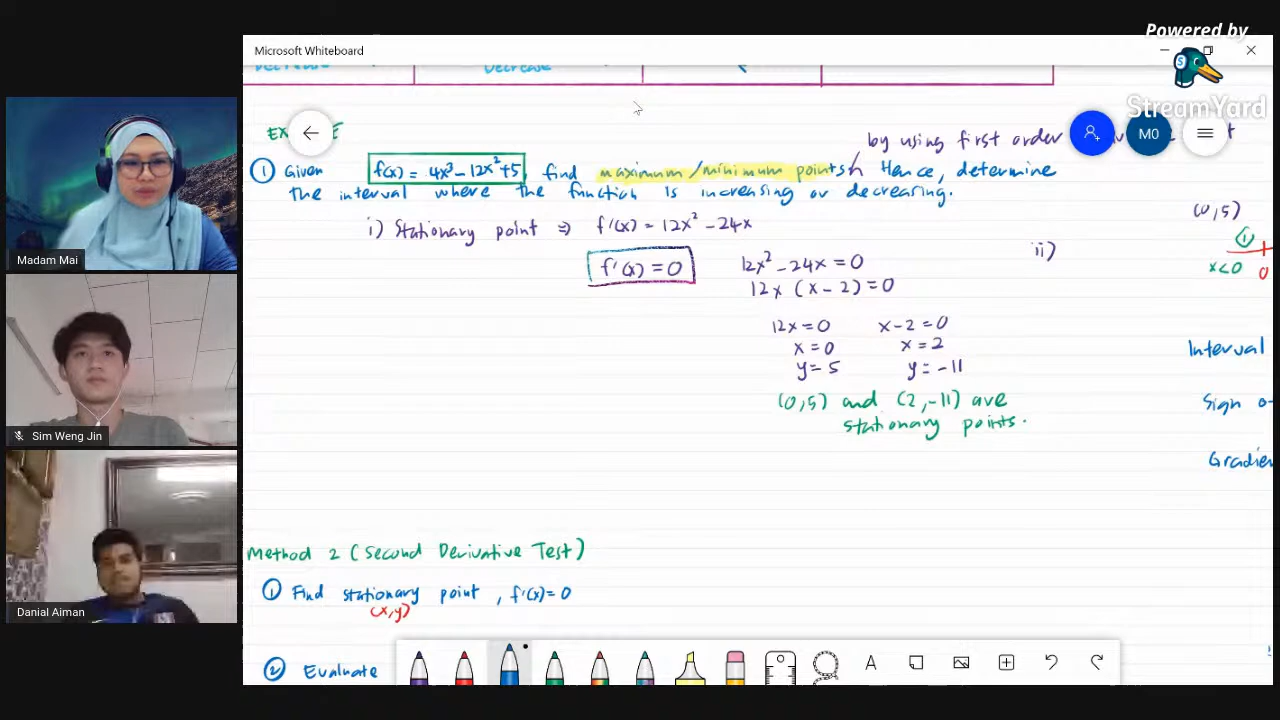 Powered by
StreamYard
Microsoft Whiteboard
Decrease
Decrease
by using first order
M0
① Given f(x) = 4x³ - 12x² + 5, find maximum/minimum points. Hence, determine
the interval where the function is increasing or decreasing.
i) Stationary point ⇒ f'(x) = 12x² - 24x
f'(x) = 0
12x² - 24x = 0
12x (x - 2) = 0
12x = 0 x - 2 = 0
x = 0 x = 2
y = 5 y = -11
(0, 5) and (2, -11) are
stationary points.
ii)
(0, 5)
①
x<0 0
Interval
Sign o
Gradien
Method 2 (Second Derivative Test)
① Find stationary point, f'(x) = 0
(x, y)
② Evaluate
A
Madam Mai
Sim Weng Jin
Danial Aiman